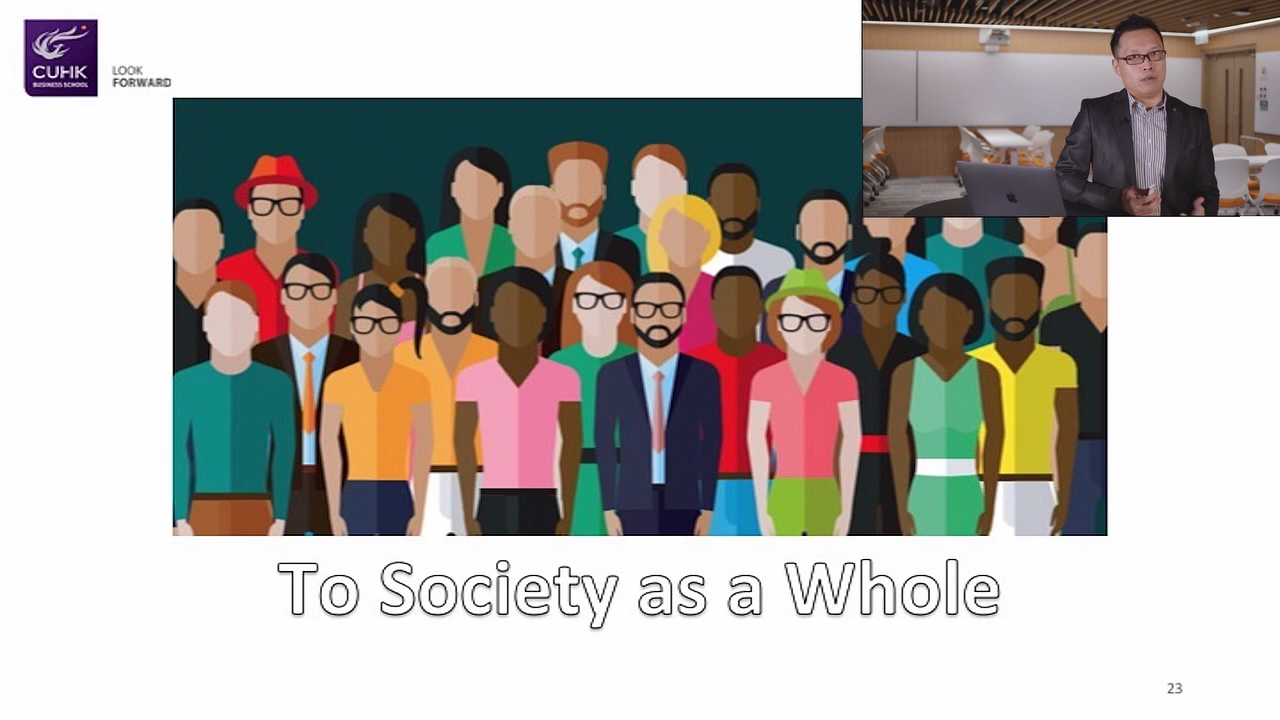 CUHK
BUSINESS SCHOOL
LOOK
FORWARD
To Society as a Whole
23